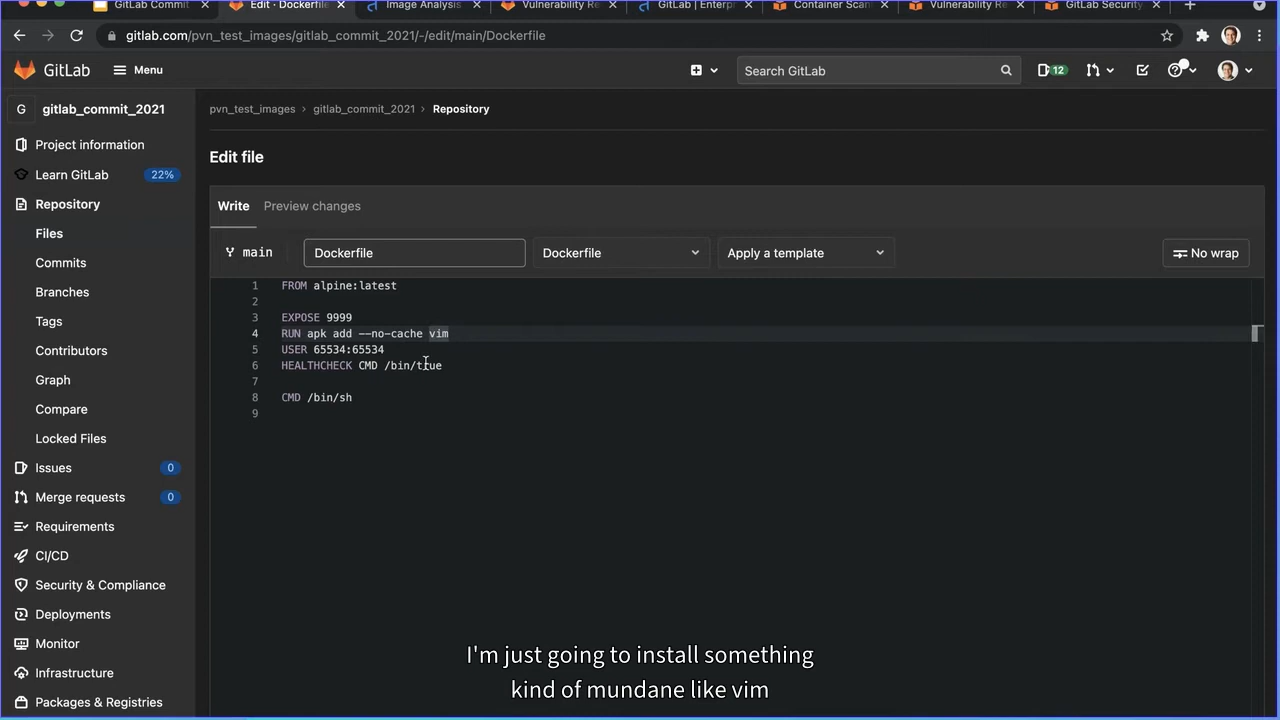 GitLab Commit
Edit · Dockerfile
Image Analysis
Vulnerability Re
GitLab | Enterpr
Container Scan
Vulnerability Re
GitLab Security
gitlab.com/pvn_test_images/gitlab_commit_2021/-/edit/main/Dockerfile
GitLab
Menu
Search GitLab
12
G
gitlab_commit_2021
Project information
Learn GitLab
22%
Repository
Files
Commits
Branches
Tags
Contributors
Graph
Compare
Locked Files
Issues
0
Merge requests
0
Requirements
CI/CD
Security & Compliance
Deployments
Monitor
Infrastructure
Packages & Registries
pvn_test_images › gitlab_commit_2021 › Repository
Edit file
Write
Preview changes
main
Dockerfile
Dockerfile
Apply a template
No wrap
1 FROM alpine:latest
2
3 EXPOSE 9999
4 RUN apk add --no-cache vim
5 USER 65534:65534
6 HEALTHCHECK CMD /bin/true
7
8 CMD /bin/sh
9
I'm just going to install something
kind of mundane like vim